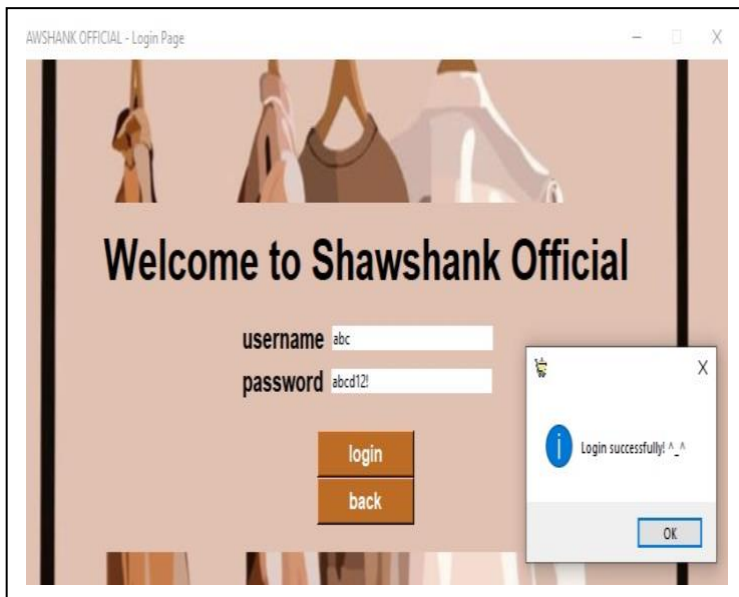 AWSHANK OFFICIAL - Login Page
Welcome to Shawshank Official
username abc
password abcd12!
login
back
Login successfully! ^_^
OK